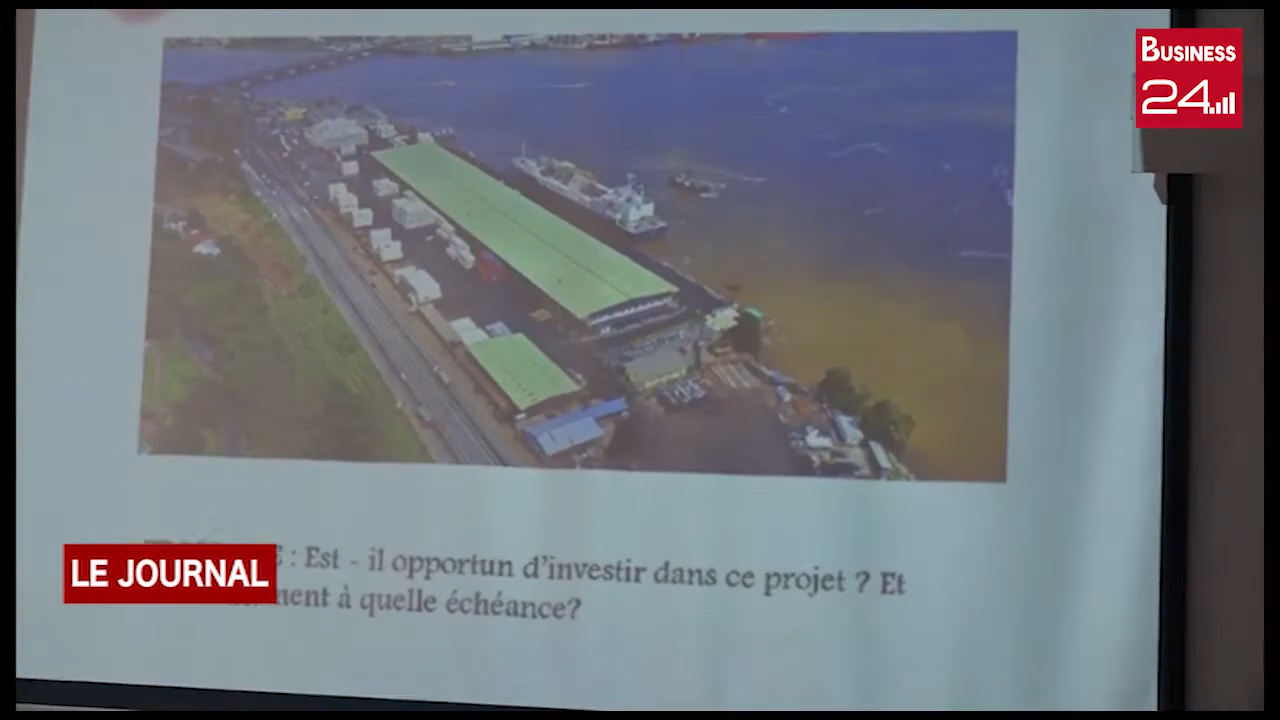 BUSINESS
24
LE JOURNAL
: Est - il opportun d'investir dans ce projet ? Et
à quelle échéance?